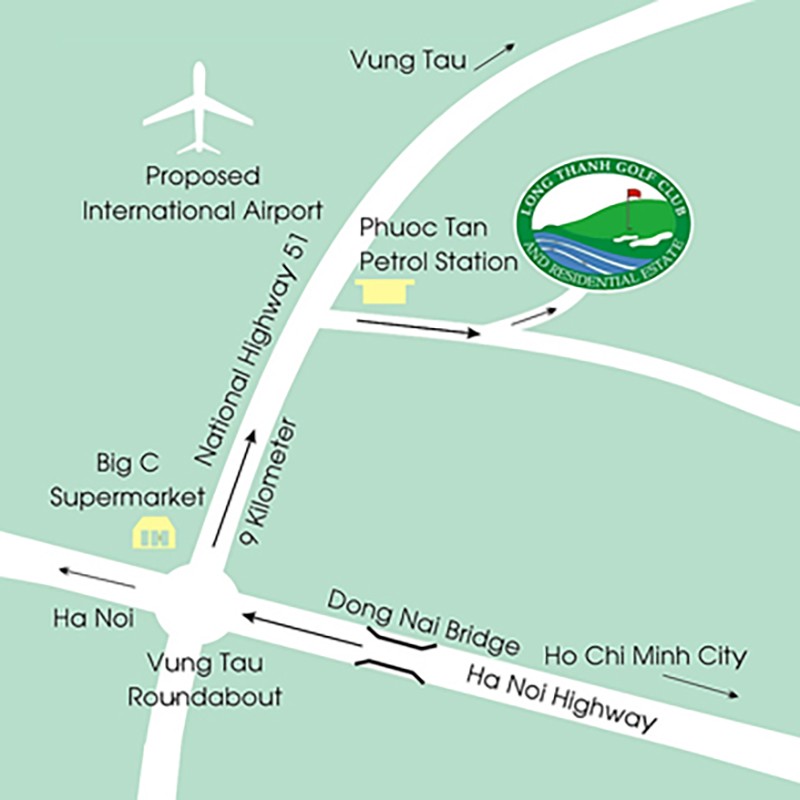 Vung Tau
Proposed
International Airport
LONG THANH GOLF CLUB
AND RESIDENTIAL ESTATE
Phuoc Tan
Petrol Station
National Highway 51
9 Kilometer
Big C
Supermarket
Ha Noi
Vung Tau
Roundabout
Dong Nai Bridge
Ho Chi Minh City
Ha Noi Highway